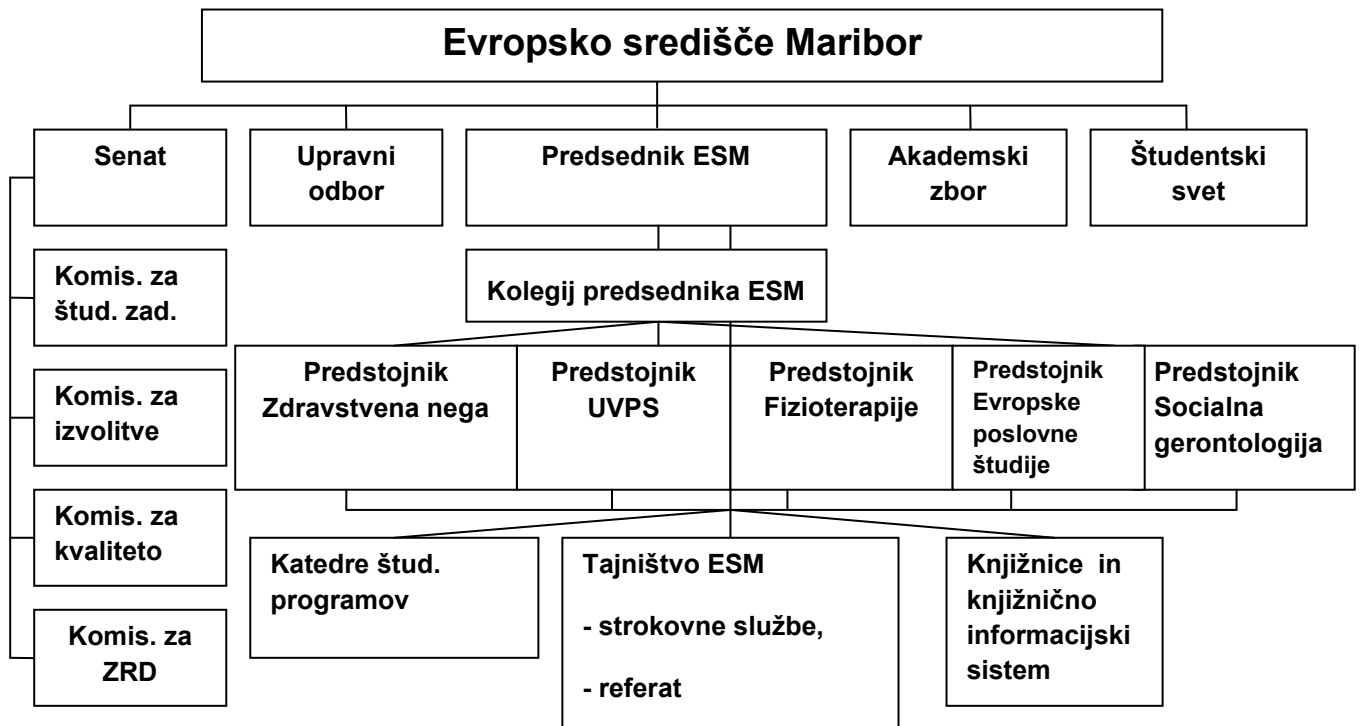 Evropsko središče Maribor
Senat
Upravni
odbor
Predsednik ESM
Akademski
zbor
Študentski
svet
Komis. za
štud. zad.
Kolegij predsednika ESM
Komis. za
izvolitve
Predstojnik
Zdravstvena nega
Predstojnik
UVPS
Predstojnik
Fizioterapije
Predstojnik
Evropske
poslovne
študije
Predstojnik
Socialna
gerontologija
Komis. za
kvaliteto
Komis. za
ZRD
Katedre štud.
programov
Tajništvo ESM
- strokovne službe,
- referat
Knjižnice in
knjižnično
informacijski
sistem